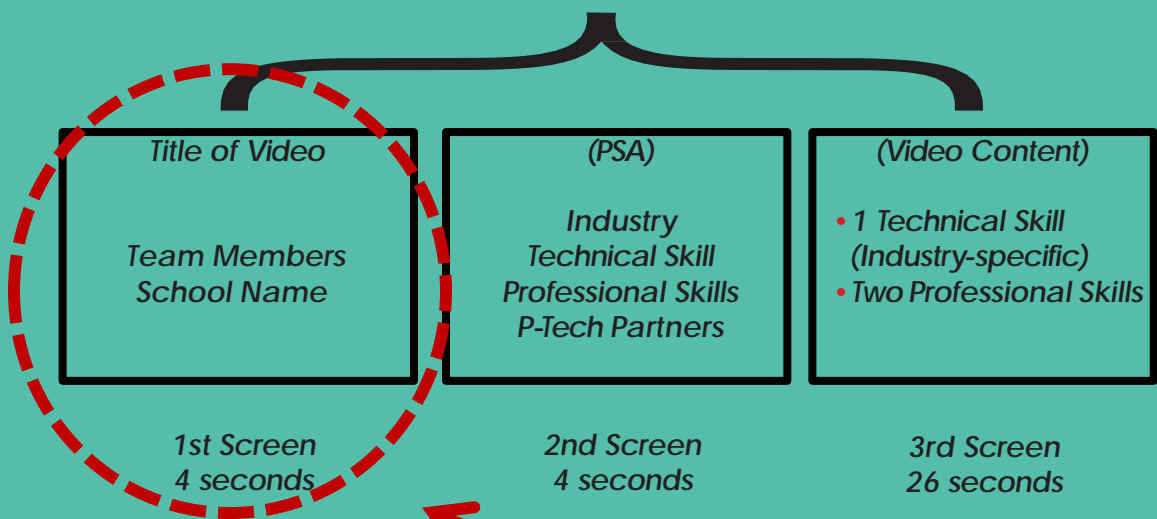 Title of Video
Team Members
School Name
1st Screen
4 seconds
(PSA)
Industry
Technical Skill
Professional Skills
P-Tech Partners
2nd Screen
4 seconds
(Video Content)
• 1 Technical Skill
(Industry-specific)
• Two Professional Skills
3rd Screen
26 seconds